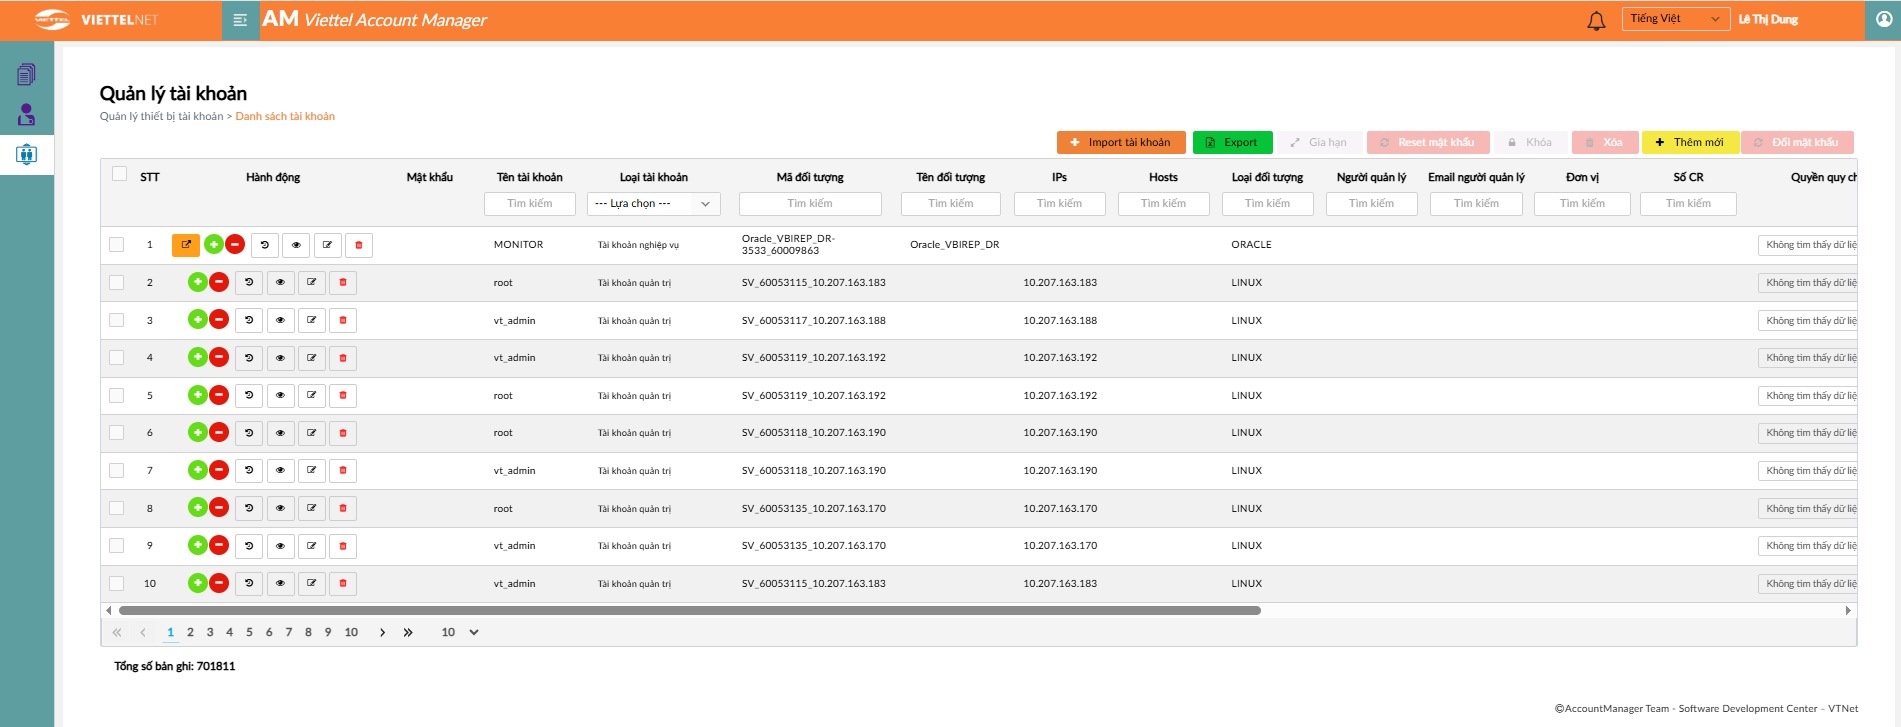 VIETTEL VIETTELNET AM Viettel Account Manager Tiếng Việt Lê Thị Dung
Quản lý tài khoản
Quản lý thiết bị tài khoản > Danh sách tài khoản
Import tài khoản Export Gia hạn Reset mật khẩu Khóa Xóa Thêm mới Đổi mật khẩu
STT Hành động Mật khẩu Tên tài khoản Loại tài khoản Mã đối tượng Tên đối tượng IPs Hosts Loại đối tượng Người quản lý Email người quản lý Đơn vị Số CR Quyền quy ch
Tìm kiếm --- Lựa chọn --- Tìm kiếm Tìm kiếm Tìm kiếm Tìm kiếm Tìm kiếm Tìm kiếm Tìm kiếm Tìm kiếm Tìm kiếm
1 MONITOR Tài khoản nghiệp vụ Oracle_VBIREP_DR-3533_60009863 Oracle_VBIREP_DR ORACLE Không tìm thấy dữ liệ
2 root Tài khoản quản trị SV_60053115_10.207.163.183 10.207.163.183 LINUX Không tìm thấy dữ liệ
3 vt_admin Tài khoản quản trị SV_60053117_10.207.163.188 10.207.163.188 LINUX Không tìm thấy dữ liệ
4 vt_admin Tài khoản quản trị SV_60053119_10.207.163.192 10.207.163.192 LINUX Không tìm thấy dữ liệ
5 root Tài khoản quản trị SV_60053119_10.207.163.192 10.207.163.192 LINUX Không tìm thấy dữ liệ
6 root Tài khoản quản trị SV_60053118_10.207.163.190 10.207.163.190 LINUX Không tìm thấy dữ liệ
7 vt_admin Tài khoản quản trị SV_60053118_10.207.163.190 10.207.163.190 LINUX Không tìm thấy dữ liệ
8 root Tài khoản quản trị SV_60053135_10.207.163.170 10.207.163.170 LINUX Không tìm thấy dữ liệ
9 vt_admin Tài khoản quản trị SV_60053135_10.207.163.170 10.207.163.170 LINUX Không tìm thấy dữ liệ
10 vt_admin Tài khoản quản trị SV_60053115_10.207.163.183 10.207.163.183 LINUX Không tìm thấy dữ liệ
« ‹ 1 2 3 4 5 6 7 8 9 10 › » 10
Tổng số bản ghi: 701811
©AccountManager Team - Software Development Center – VTNet